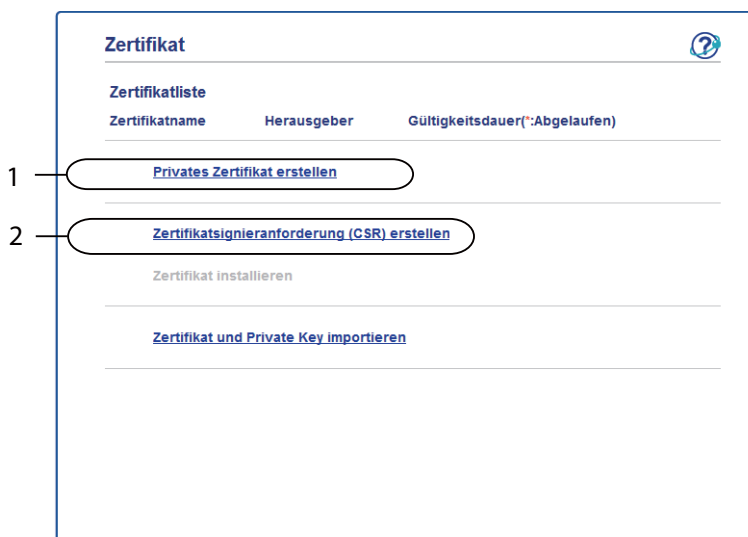 Zertifikat
Zertifikatliste
Zertifikatname Herausgeber Gültigkeitsdauer(*:Abgelaufen)
1 Privates Zertifikat erstellen
2 Zertifikatsignieranforderung (CSR) erstellen
Zertifikat installieren
Zertifikat und Private Key importieren